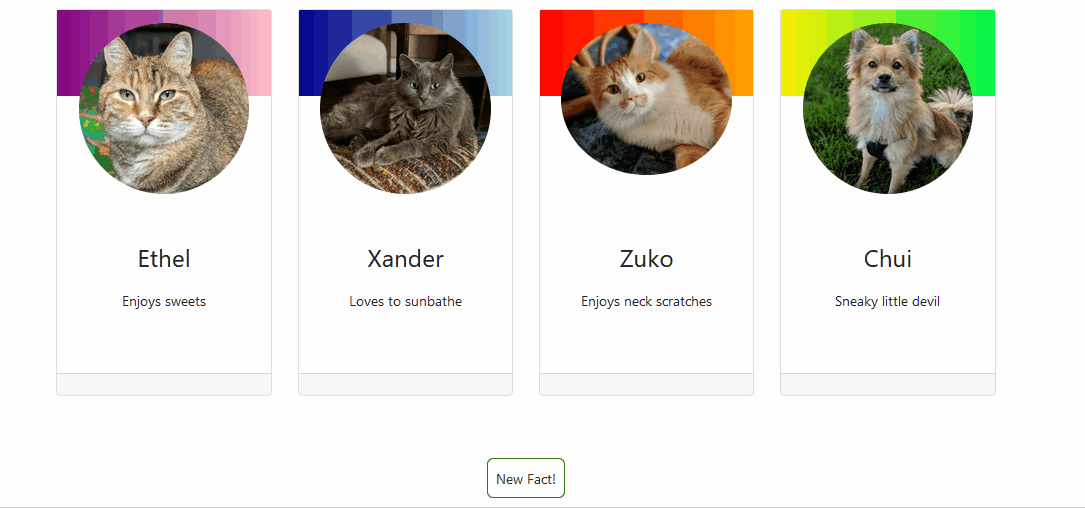 Ethel
Enjoys sweets
Xander
Loves to sunbathe
Zuko
Enjoys neck scratches
Chui
Sneaky little devil
New Fact!